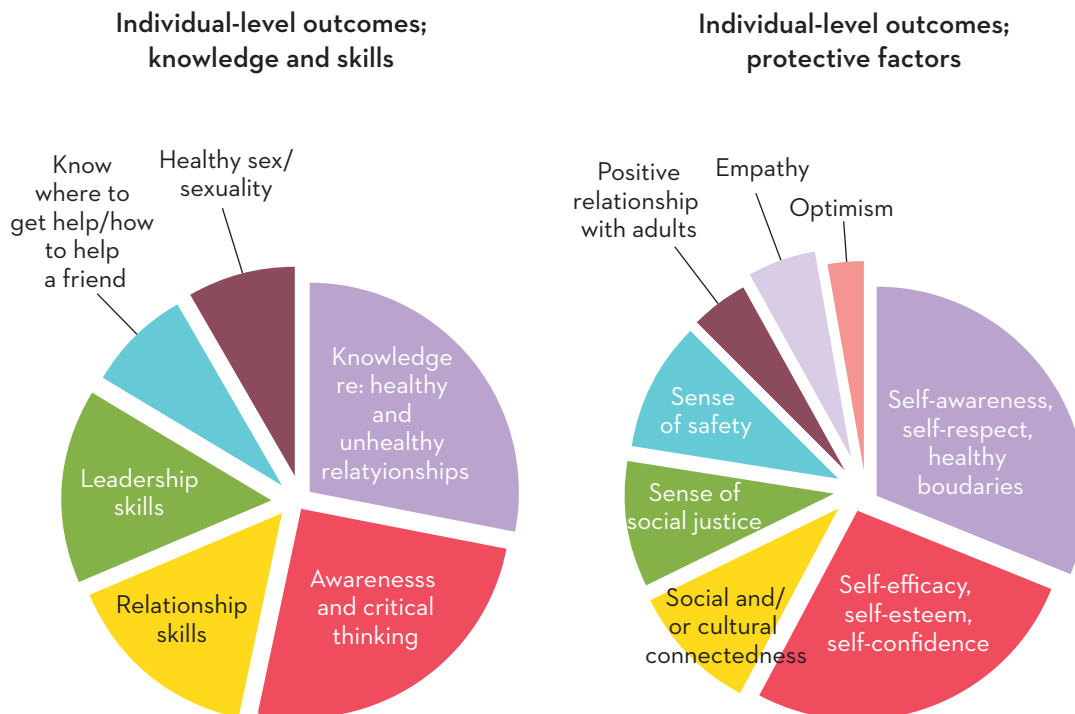 Individual-level outcomes;
knowledge and skills
Know
where to
get help/how
to help
a friend
Healthy sex/
sexuality
Knowledge
re: healthy
and
unhealthy
relatyionships
Leadership
skills
Relationship
skills
Awarenesss
and critical
thinking
Individual-level outcomes;
protective factors
Positive
relationship
with adults
Empathy
Optimism
Sense
of safety
Self-awareness,
self-respect,
healthy
boudaries
Sense of
social justice
Social and/
or cultural
connectedness
Self-efficacy,
self-esteem,
self-confidence